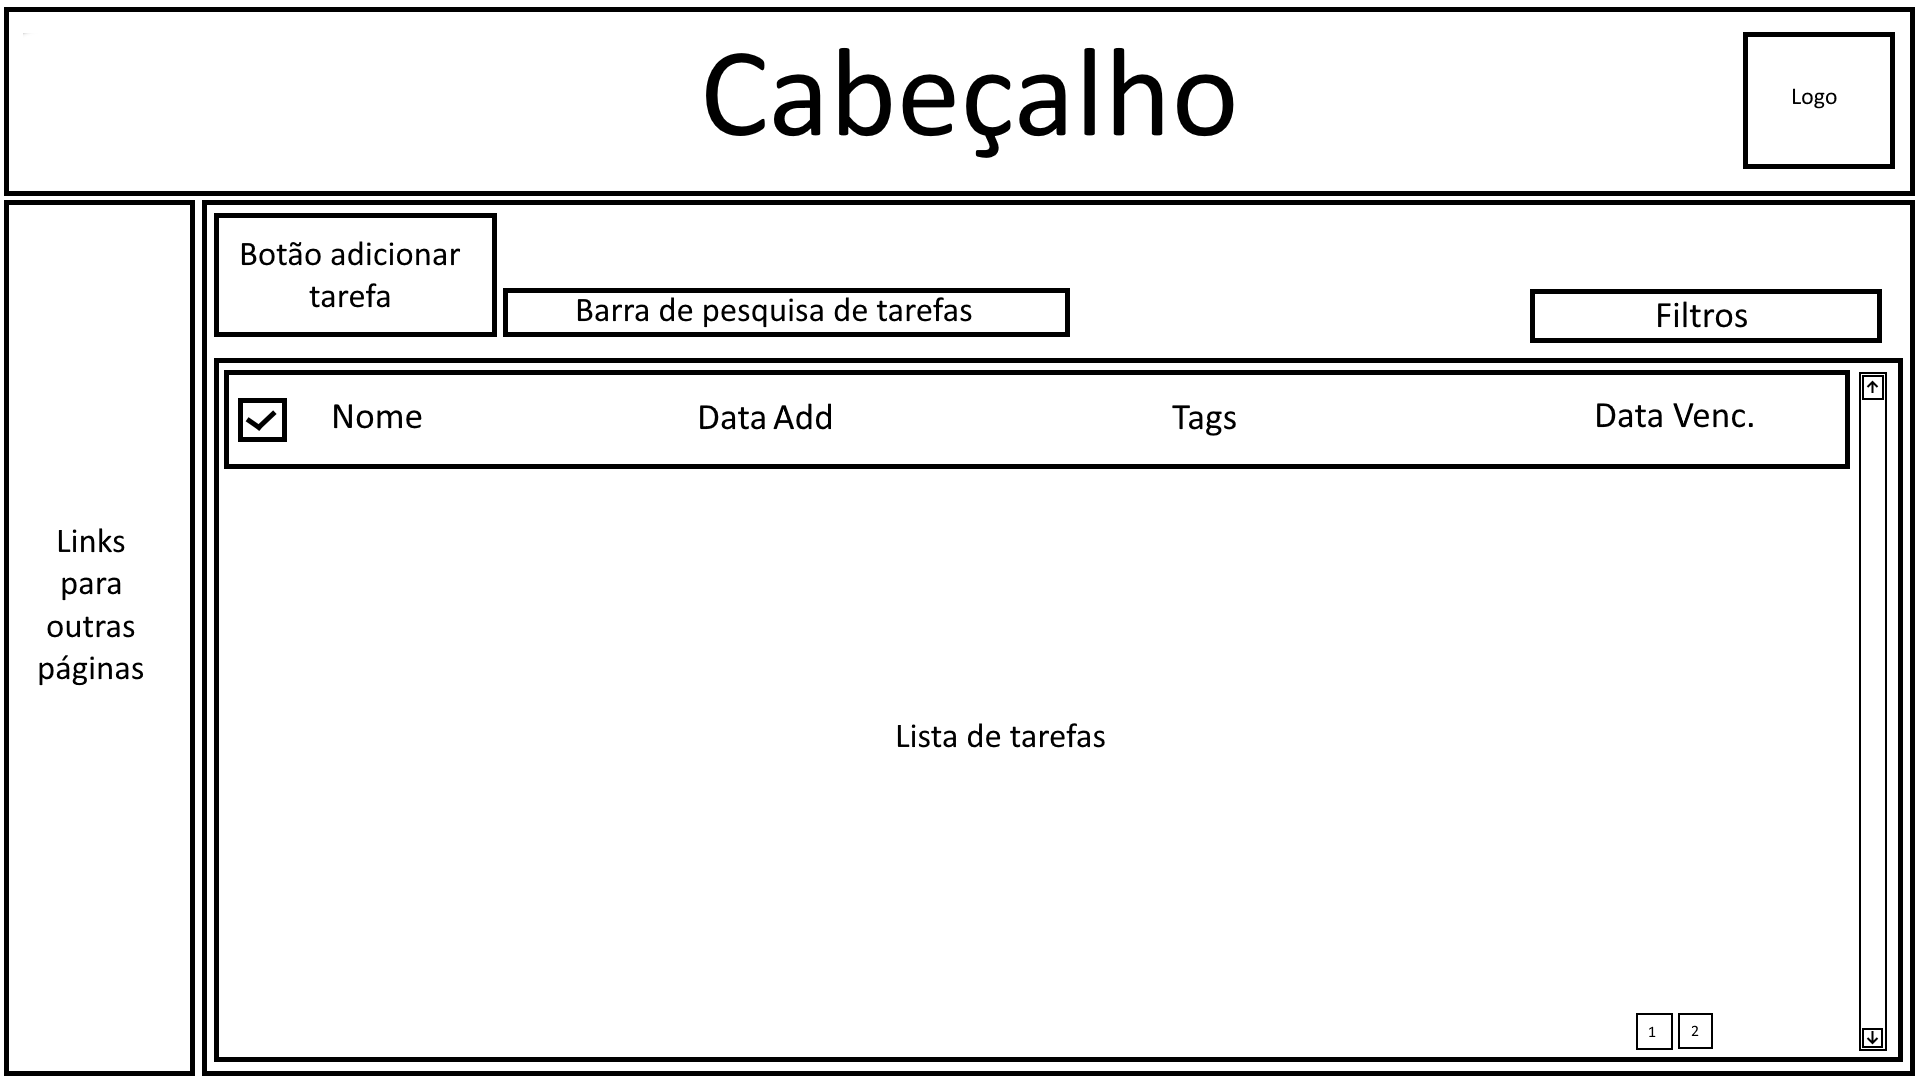 Cabeçalho
Logo
Botão adicionar
tarefa
Barra de pesquisa de tarefas
Filtros
Nome
Data Add
Tags
Data Venc.
Links
para
outras
páginas
Lista de tarefas
1
2